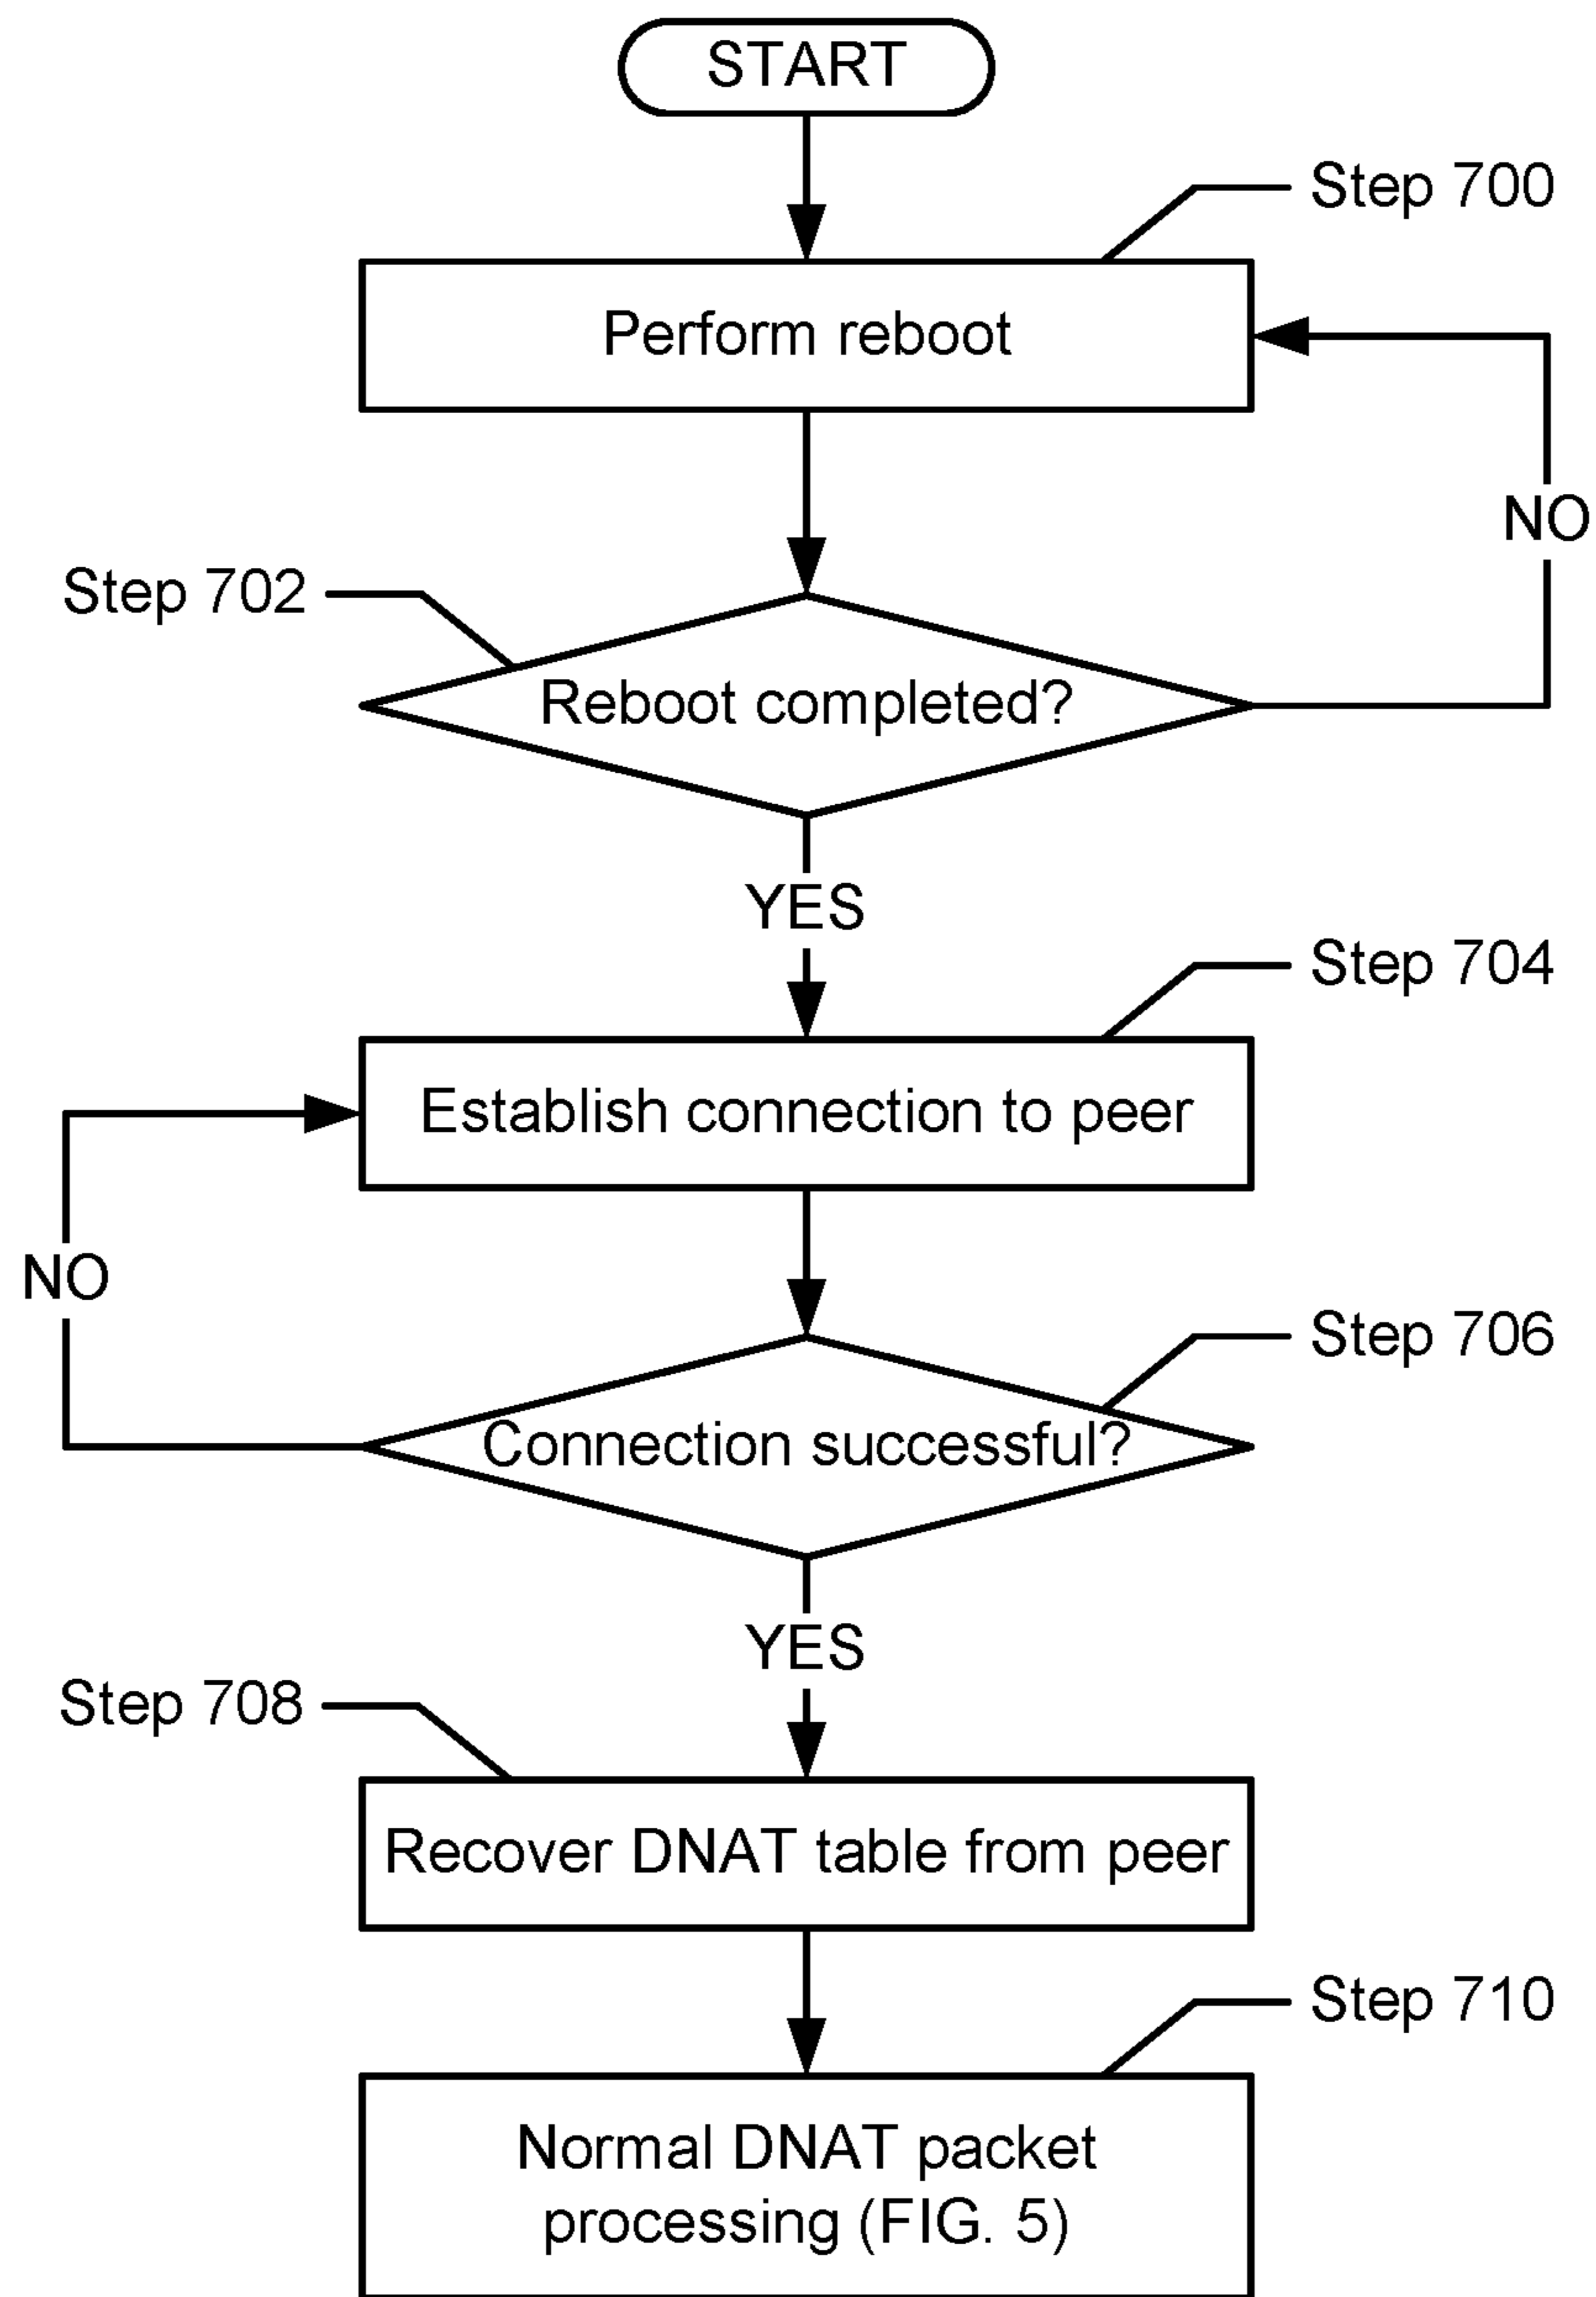 START
Step 700
Perform reboot
NO
Step 702
Reboot completed?
YES
Step 704
Establish connection to peer
NO
Step 706
Connection successful?
YES
Step 708
Recover DNAT table from peer
Step 710
Normal DNAT packet
processing (FIG. 5)